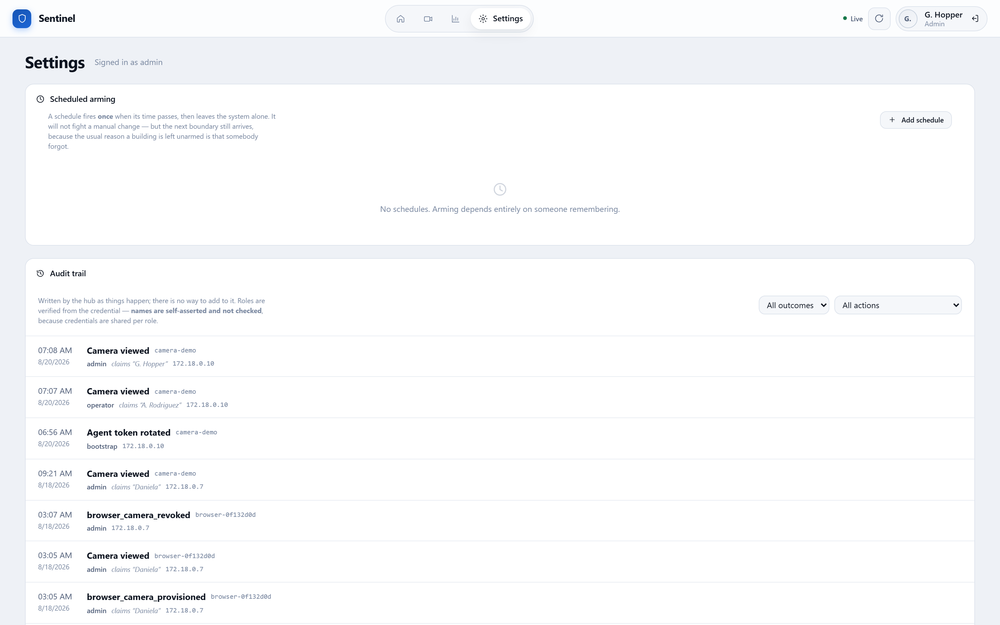 Sentinel
Settings
Live
G.
G. Hopper
Admin
Settings
Signed in as admin
Scheduled arming
A schedule fires once when its time passes, then leaves the system alone. It
will not fight a manual change — but the next boundary still arrives,
because the usual reason a building is left unarmed is that somebody
forgot.
Add schedule
No schedules. Arming depends entirely on someone remembering.
Audit trail
Written by the hub as things happen; there is no way to add to it. Roles are
verified from the credential — names are self-asserted and not checked,
because credentials are shared per role.
All outcomes
All actions
07:08 AM Camera viewed camera-demo
8/20/2026 admin claims “G. Hopper” 172.18.0.10
07:07 AM Camera viewed camera-demo
8/20/2026 operator claims “A. Rodriguez” 172.18.0.10
06:56 AM Agent token rotated camera-demo
8/20/2026 bootstrap 172.18.0.10
09:21 AM Camera viewed camera-demo
8/18/2026 admin claims “Daniela” 172.18.0.7
03:07 AM browser_camera_revoked browser-0f132d0d
8/18/2026 admin 172.18.0.7
03:05 AM Camera viewed browser-0f132d0d
8/18/2026 admin claims “Daniela” 172.18.0.7
03:05 AM browser_camera_provisioned browser-0f132d0d
8/18/2026 admin claims “Daniela” 172.18.0.7